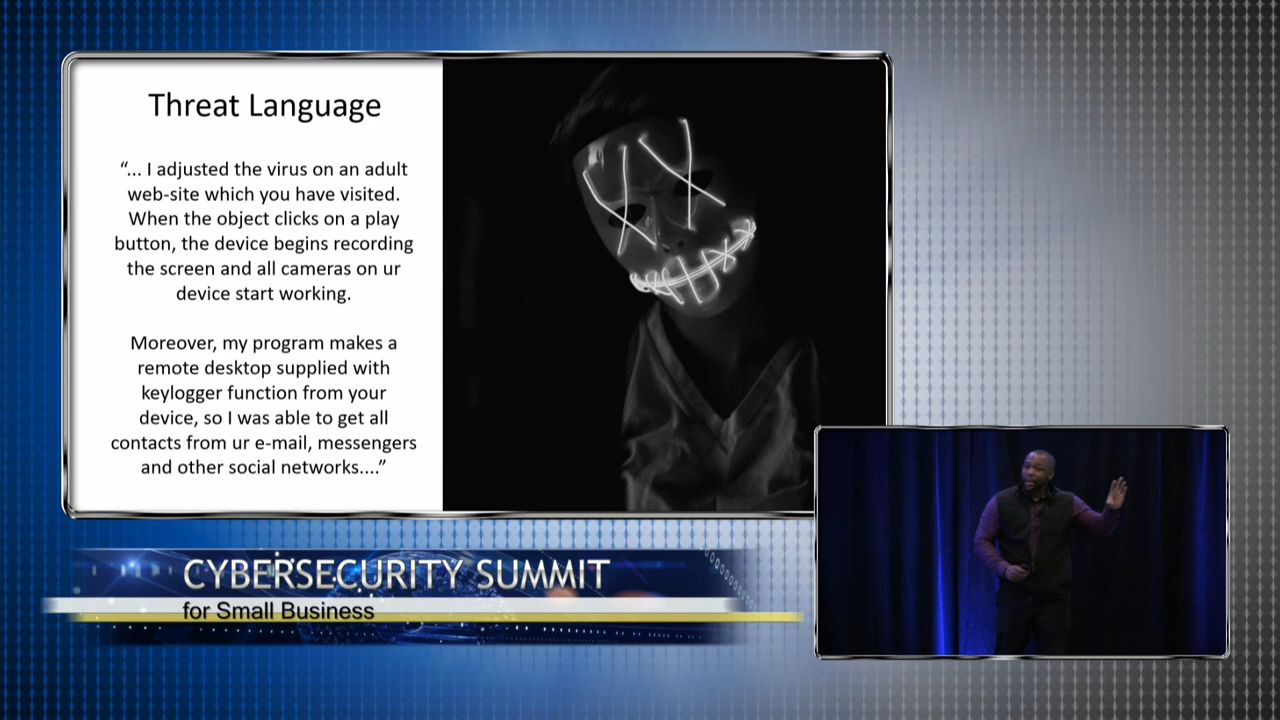 Threat Language
“... I adjusted the virus on an adult
web-site which you have visited.
When the object clicks on a play
button, the device begins recording
the screen and all cameras on ur
device start working.
Moreover, my program makes a
remote desktop supplied with
keylogger function from your
device, so I was able to get all
contacts from ur e-mail, messengers
and other social networks....”
CYBERSECURITY SUMMIT
for Small Business